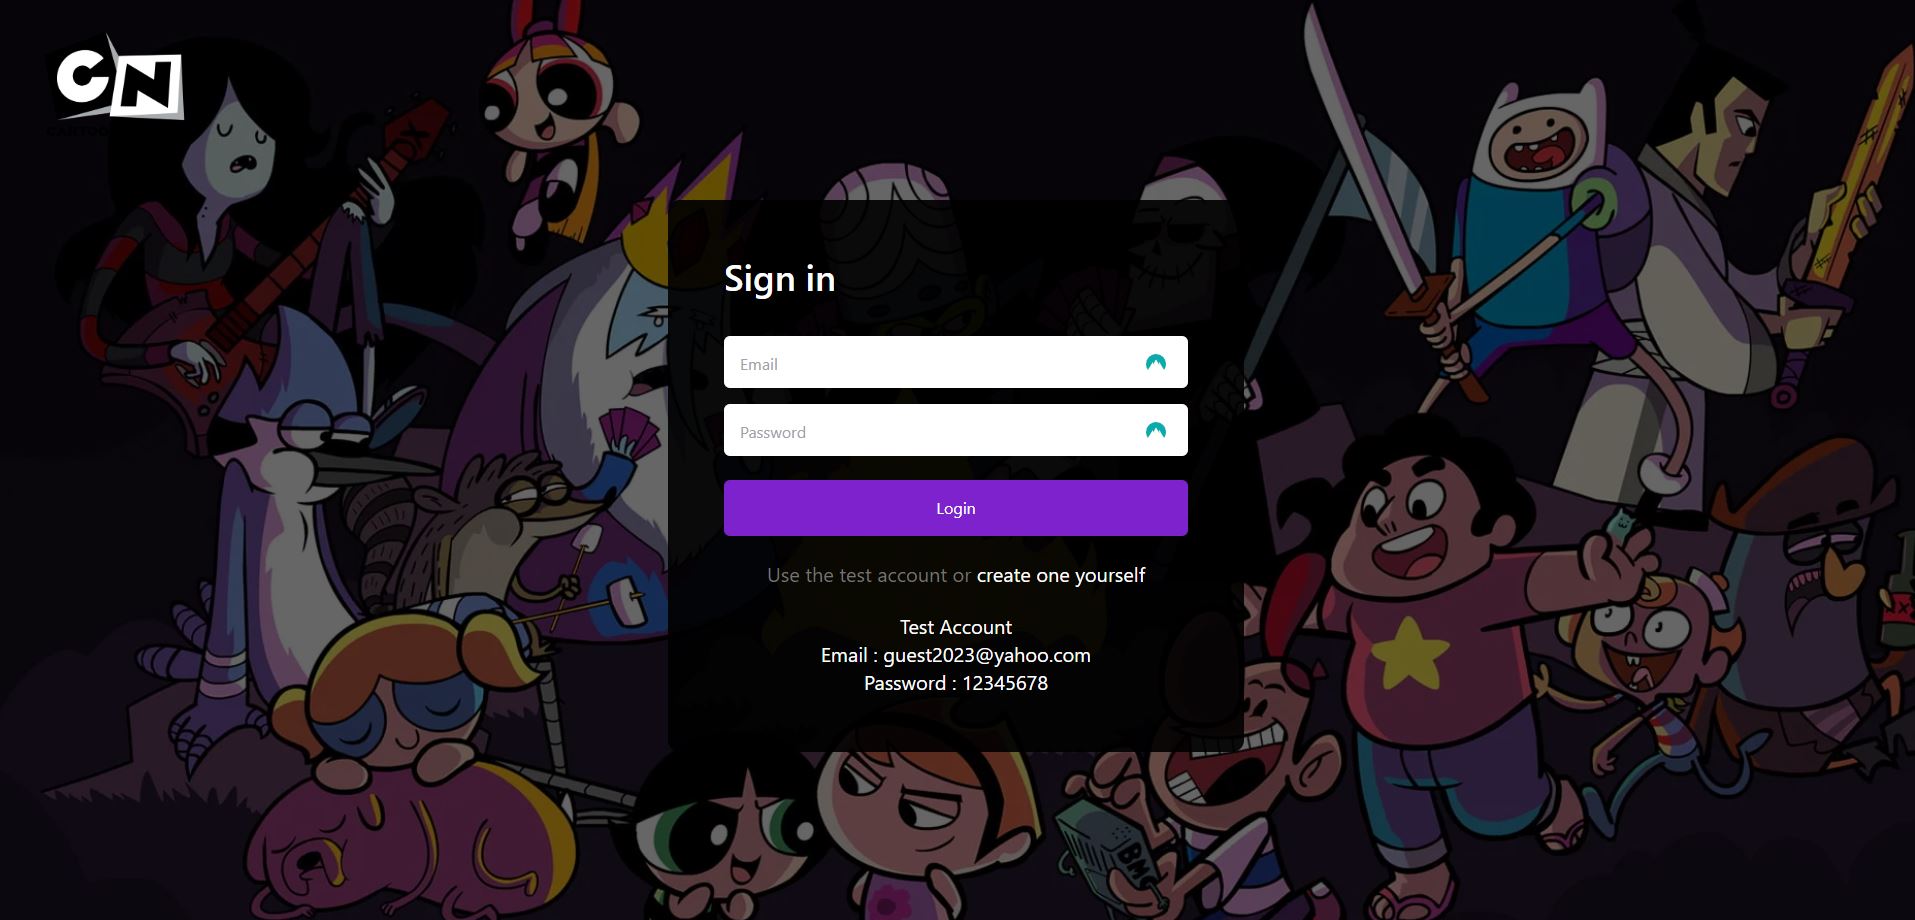 CN
CARTOO
Sign in
Email
Password
Login
Use the test account or create one yourself
Test Account
Email : guest2023@yahoo.com
Password : 12345678
BMO